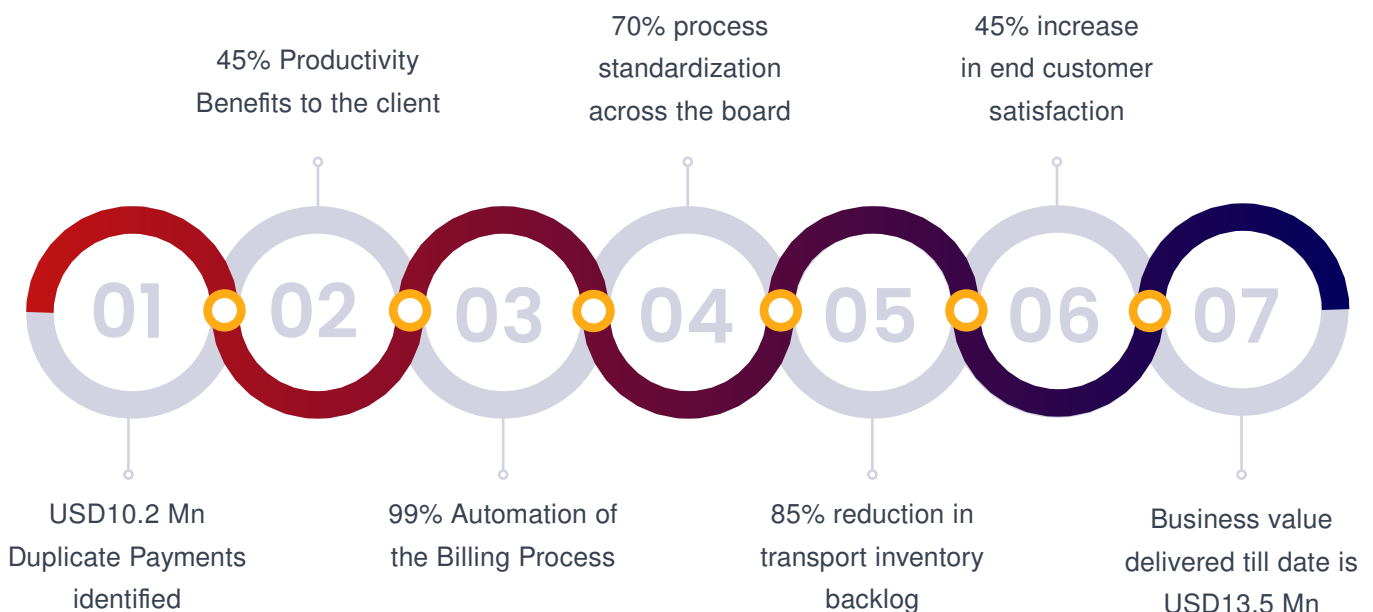 45% Productivity
Benefits to the client
70% process
standardization
across the board
45% increase
in end customer
satisfaction
01
02
03
04
05
06
07
USD10.2 Mn
Duplicate Payments
identified
99% Automation of
the Billing Process
85% reduction in
transport inventory
backlog
Business value
delivered till date is
USD13.5 Mn